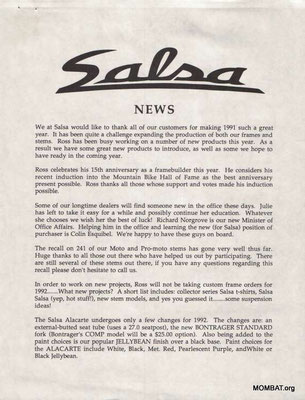 Salsa
NEWS
We at Salsa would like to thank all of our customers for making 1991 such a great
year. It has been quite a challenge expanding the production of both our frames and
stems. Ross has been busy working on a number of new products this year. As a
result we have some great new products to introduce, as well as some we hope to
have ready in the coming year.
Ross celebrates his 15th anniversary as a framebuilder this year. He considers his
recent induction into the Mountain Bike Hall of Fame as the best anniversary
present possible. Ross thanks all those whose support and votes made his induction
possible.
Some of our longtime dealers will find someone new in the office these days. Julie
has left to take it easy for a while and possibly continue her education. Whatever
she chooses we wish her the best of luck! Richard Norgrove is our new Minister of
Office Affairs. Helping him in the office and learning the new (for Salsa) position of
purchaser is Colin Esquibel. We're happy to have these guys on board.
The recall on 241 of our Moto and Pro-moto stems has gone very well thus far.
Huge thanks to all those out there who have helped us out by participating. There
are still several of these stems out there, if you have any questions regarding this
recall please don't hesitate to call us.
In order to work on new projects, Ross will not be taking custom frame orders for
1992.......What new projects? A short list includes: collector series Salsa t-shirts, Salsa
Salsa (yep, hot stuff!), new stem models, and yes you guessed it.......some suspension
ideas!
The Salsa Alacarte undergoes only a few changes for 1992. The changes are: an
external-butted seat tube (uses a 27.0 seatpost), the new BONTRAGER STANDARD
fork (Bontrager's COMP model will be a $25.00 option). Also being added to the
paint choices is our popular JELLYBEAN finish over a black base. Paint choices for
the ALACARTE include White, Black, Met. Red, Pearlescent Purple, andWhite or
Black Jellybean.
MOMBAT.org